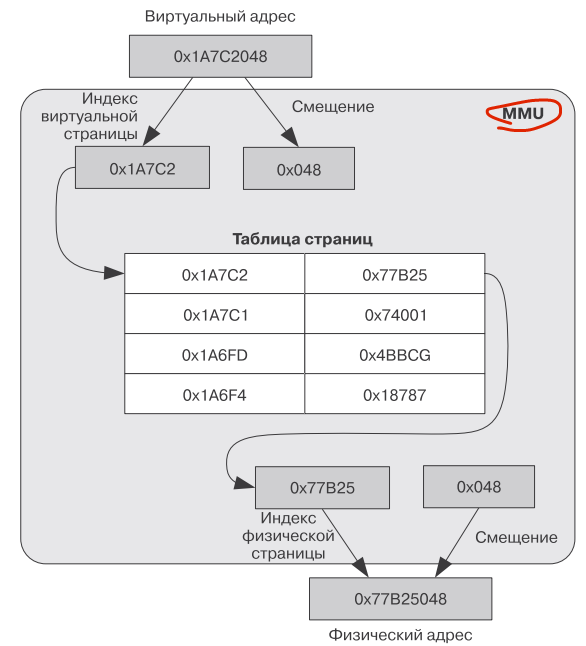 Виртуальный адрес
0x1A7C2048
Индекс
виртуальной
страницы
Смещение
MMU
0x1A7C2
0x048
Таблица страниц
0x1A7C2 0x77B25
0x1A7C1 0x74001
0x1A6FD 0x4BBCG
0x1A6F4 0x18787
0x77B25
0x048
Индекс
физической
страницы
Смещение
0x77B25048
Физический адрес